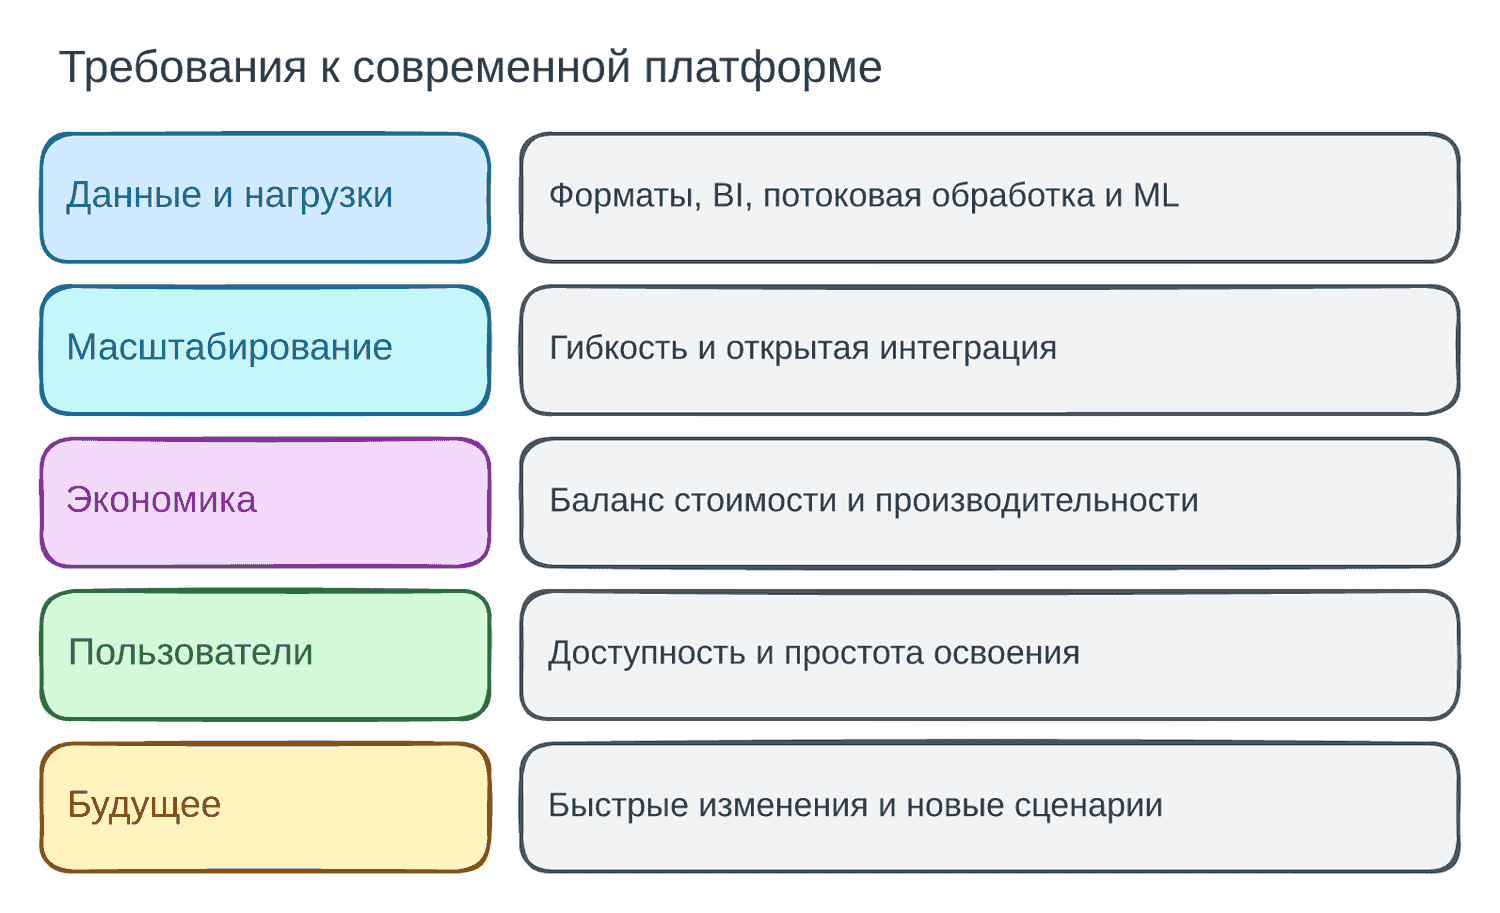 Требования к современной платформе
Данные и нагрузки
Форматы, BI, потоковая обработка и ML
Масштабирование
Гибкость и открытая интеграция
Экономика
Баланс стоимости и производительности
Пользователи
Доступность и простота освоения
Будущее
Быстрые изменения и новые сценарии